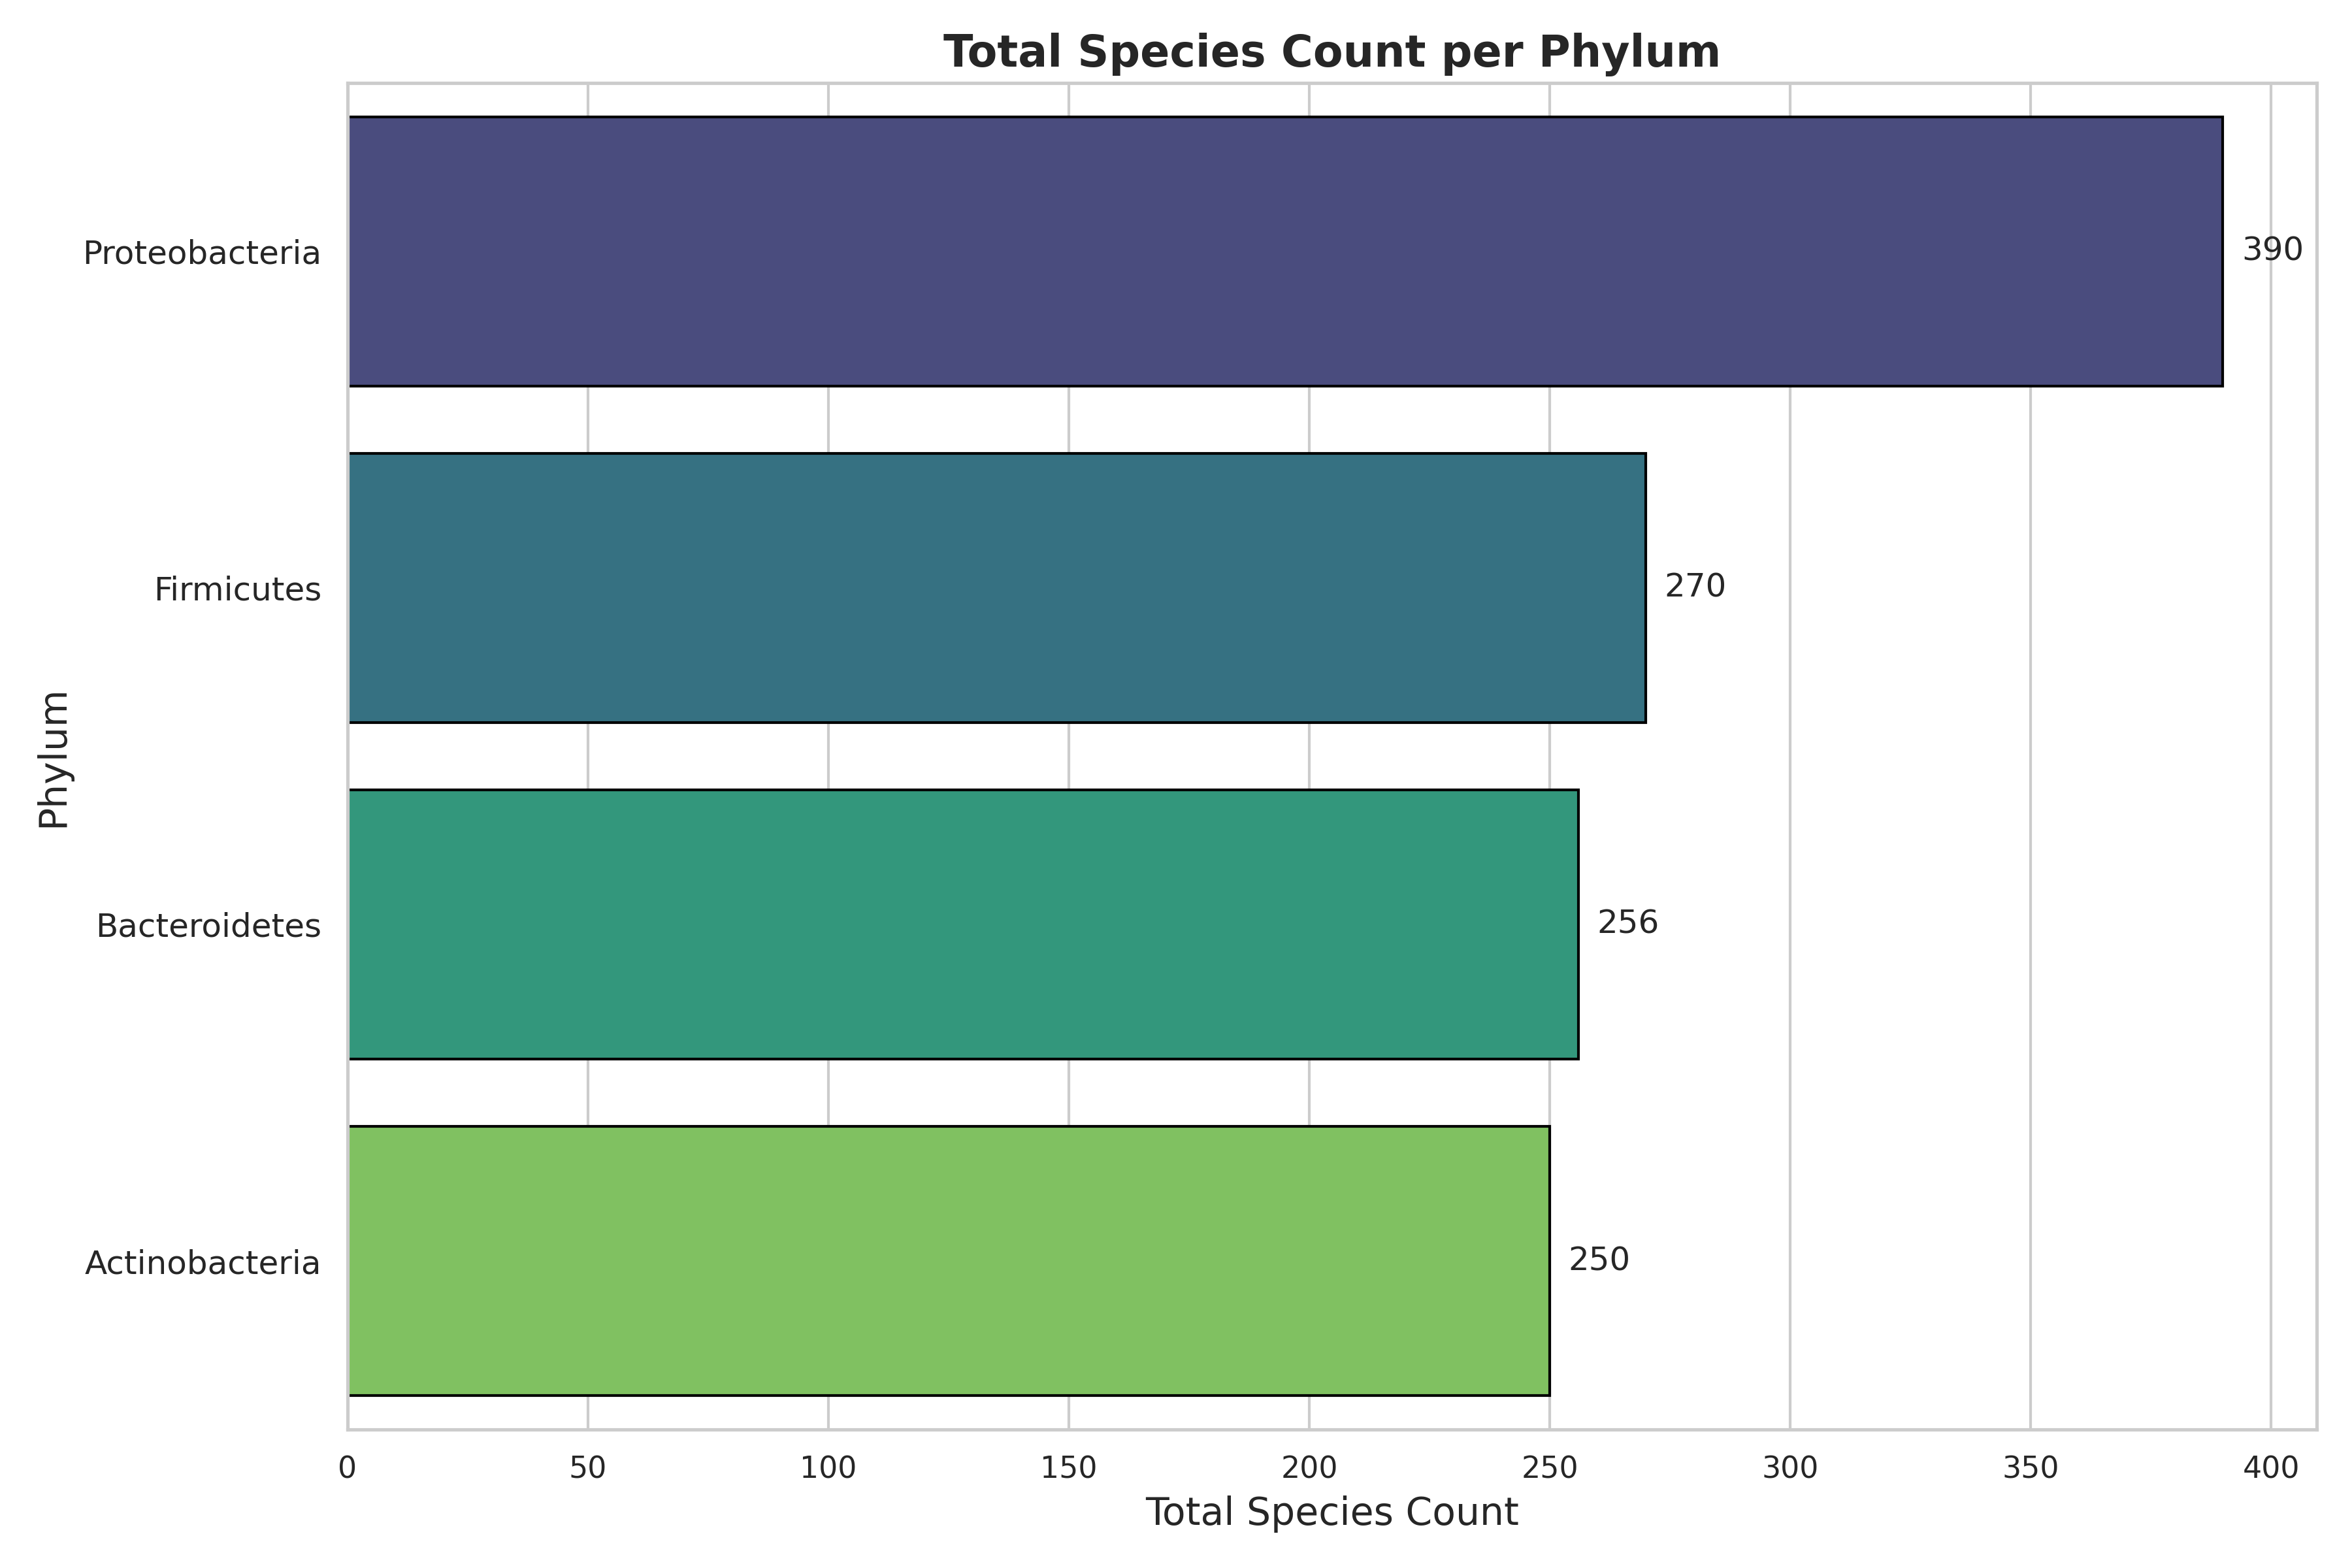 Total Species Count per Phylum
Proteobacteria
390
Firmicutes
270
Bacteroidetes
256
Actinobacteria
250
Phylum
0 50 100 150 200 250 300 350 400
Total Species Count